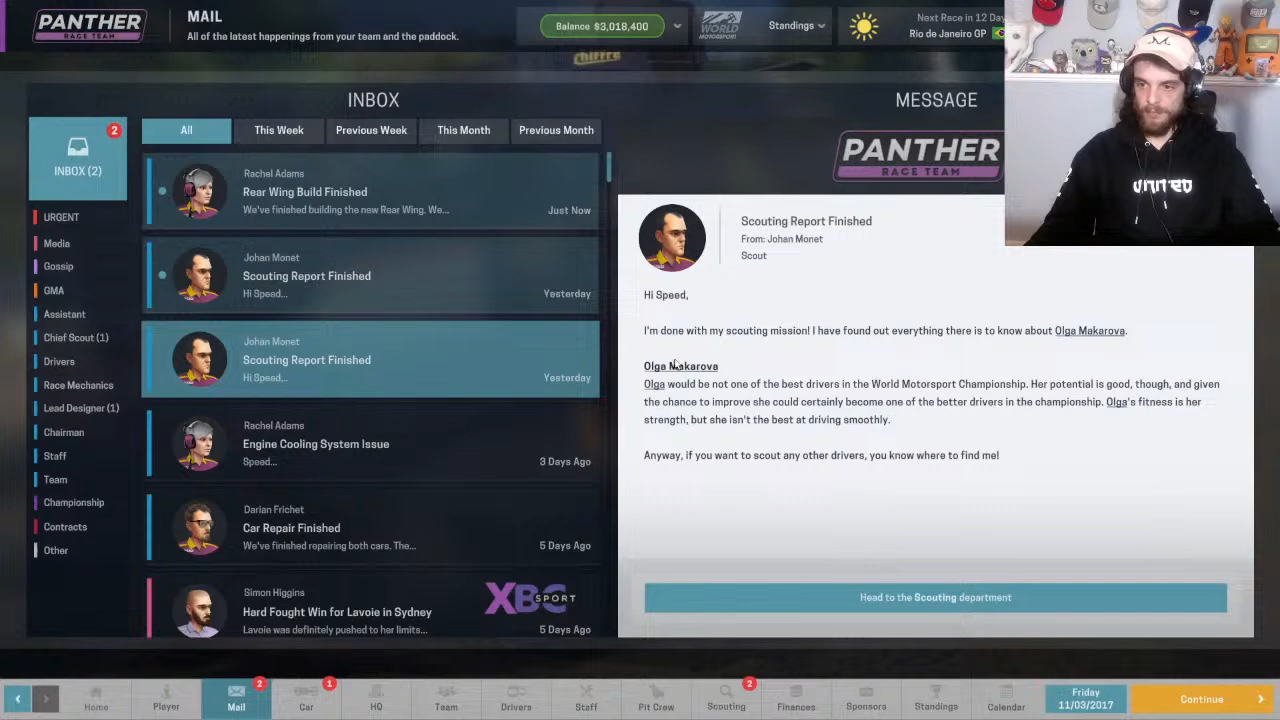 PANTHER
RACE TEAM
MAIL
All of the latest happenings from your team and the paddock.
Balance $3,018,400
WORLD
MOTORSPORT
Standings
Next Race in 12 Day
Rio de Janeiro GP
INBOX
MESSAGE
2
INBOX (2)
All
This Week
Previous Week
This Month
Previous Month
URGENT
Media
Gossip
GMA
Assistant
Chief Scout (1)
Drivers
Race Mechanics
Lead Designer (1)
Chairman
Staff
Team
Championship
Contracts
Other
Rachel Adams
Rear Wing Build Finished
We've finished building the new Rear Wing. We...
Just Now
Johan Monet
Scouting Report Finished
Hi Speed...
Yesterday
Johan Monet
Scouting Report Finished
Hi Speed...
Yesterday
Rachel Adams
Engine Cooling System Issue
Speed...
3 Days Ago
Darian Frichet
Car Repair Finished
We've finished repairing both cars. The...
5 Days Ago
Simon Higgins
Hard Fought Win for Lavoie in Sydney
Lavoie was definitely pushed to her limits...
XBC SPORT
5 Days Ago
PANTHER
RACE TEAM
Scouting Report Finished
From: Johan Monet
Scout
Hi Speed,
I'm done with my scouting mission! I have found out everything there is to know about Olga Makarova.
Olga Makarova
Olga would be not one of the best drivers in the World Motorsport Championship. Her potential is good, though, and given
the chance to improve she could certainly become one of the better drivers in the championship. Olga's fitness is her
strength, but she isn't the best at driving smoothly.
Anyway, if you want to scout any other drivers, you know where to find me!
Head to the Scouting department
Home
Player
Mail
2
Car
1
HQ
Team
Drivers
Staff
Pit Crew
Scouting
2
Finances
Sponsors
Standings
Calendar
Friday
11/03/2017
Continue